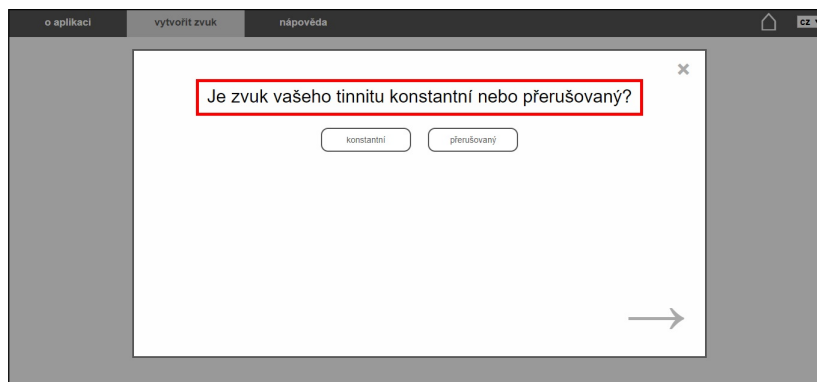 o aplikaci
vytvořit zvuk
nápověda
cz
Je zvuk vašeho tinnitu konstantní nebo přerušovaný?
konstantní
přerušovaný